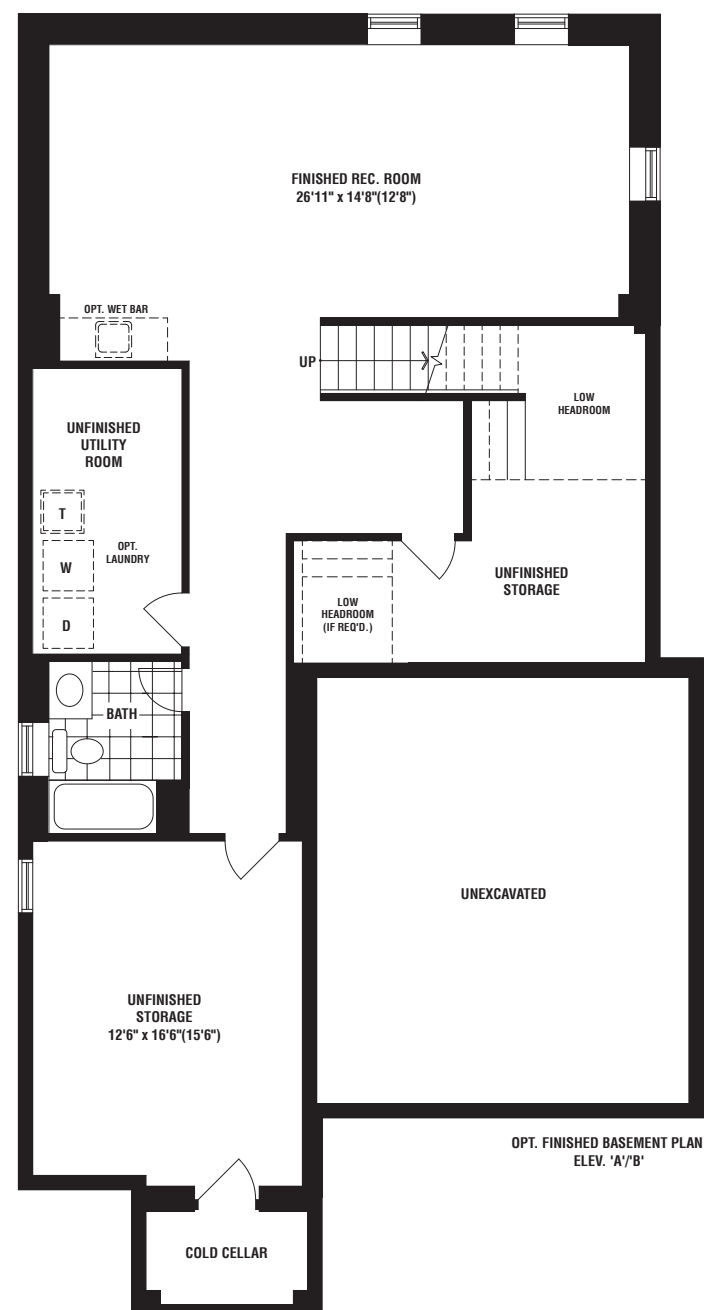 FINISHED REC. ROOM
26'11" x 14'8"(12'8")
OPT. WET BAR
UP
LOW
HEADROOM
UNFINISHED
UTILITY
ROOM
T
OPT.
LAUNDRY
W
D
UNFINISHED
STORAGE
LOW
HEADROOM
(IF REQ'D.)
BATH
UNEXCAVATED
UNFINISHED
STORAGE
12'6" x 16'6"(15'6")
OPT. FINISHED BASEMENT PLAN
ELEV. 'A'/'B'
COLD CELLAR